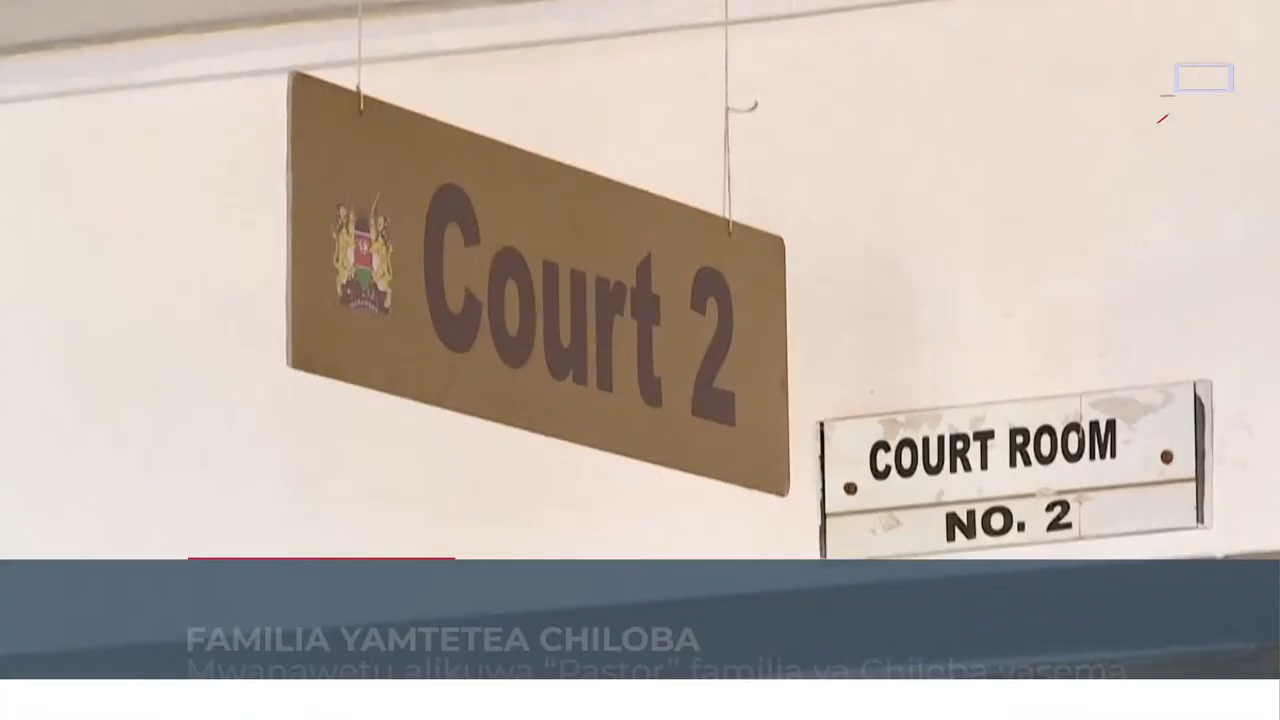 Court 2
COURT ROOM
NO. 2
FAMILIA YAMTETEA CHILOBA
Mwanawetu alikuwa “Pastor” familia ya Chiloba yasema